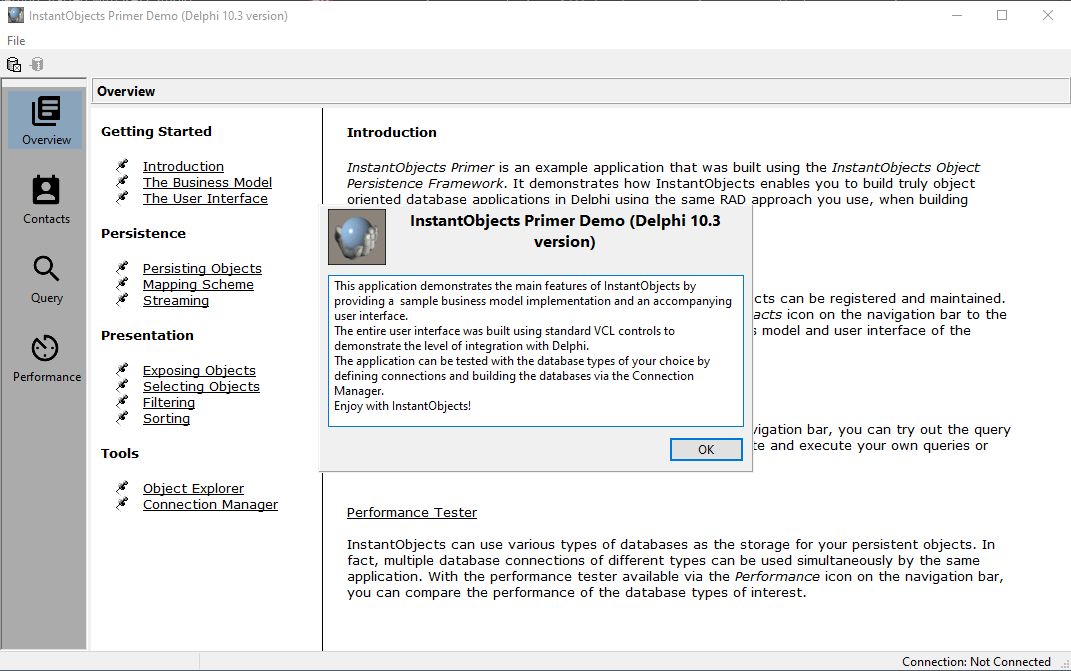 InstantObjects Primer Demo (Delphi 10.3 version)
File
Overview
Overview
Contacts
Query
Performance
Getting Started
Introduction
The Business Model
The User Interface
Persistence
Persisting Objects
Mapping Scheme
Streaming
Presentation
Exposing Objects
Selecting Objects
Filtering
Sorting
Tools
Object Explorer
Connection Manager
Introduction
InstantObjects Primer is an example application that was built using the InstantObjects Object
Persistence Framework. It demonstrates how InstantObjects enables you to build truly object
oriented database applications in Delphi using the same RAD approach you use, when building
InstantObjects Primer Demo (Delphi 10.3
version)
This application demonstrates the main features of InstantObjects by
providing a  sample business model implementation and an accompanying
user interface.
The entire user interface was built using standard VCL controls to
demonstrate the level of integration with Delphi.
The application can be tested with the database types of your choice by
defining connections and building the databases via the Connection
Manager.
Enjoy with InstantObjects!
OK
cts can be registered and maintained.
acts icon on the navigation bar to the
model and user interface of the
vigation bar, you can try out the query
te and execute your own queries or
Performance Tester
InstantObjects can use various types of databases as the storage for your persistent objects. In
fact, multiple database connections of different types can be used simultaneously by the same
application. With the performance tester available via the Performance icon on the navigation bar,
you can compare the performance of the database types of interest.
Connection: Not Connected